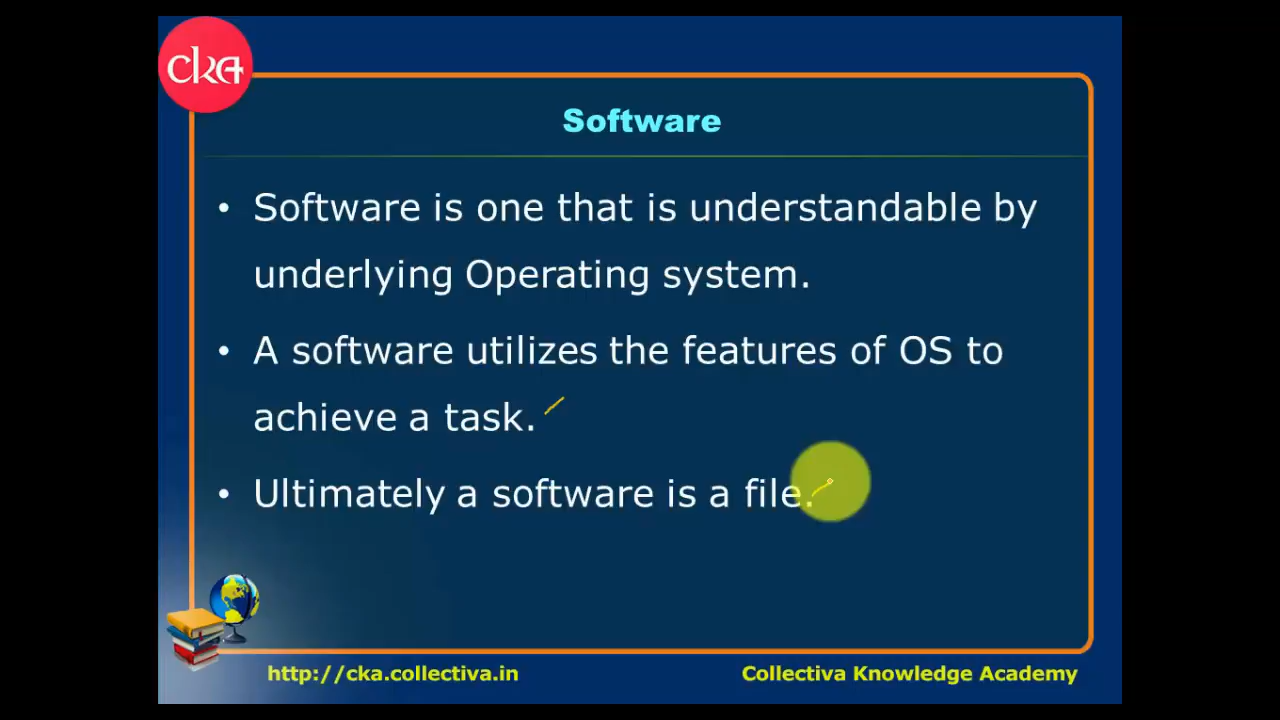 cka
Software
• Software is one that is understandable by
underlying Operating system.
• A software utilizes the features of OS to
achieve a task.
• Ultimately a software is a file.
http://cka.collectiva.in
Collectiva Knowledge Academy